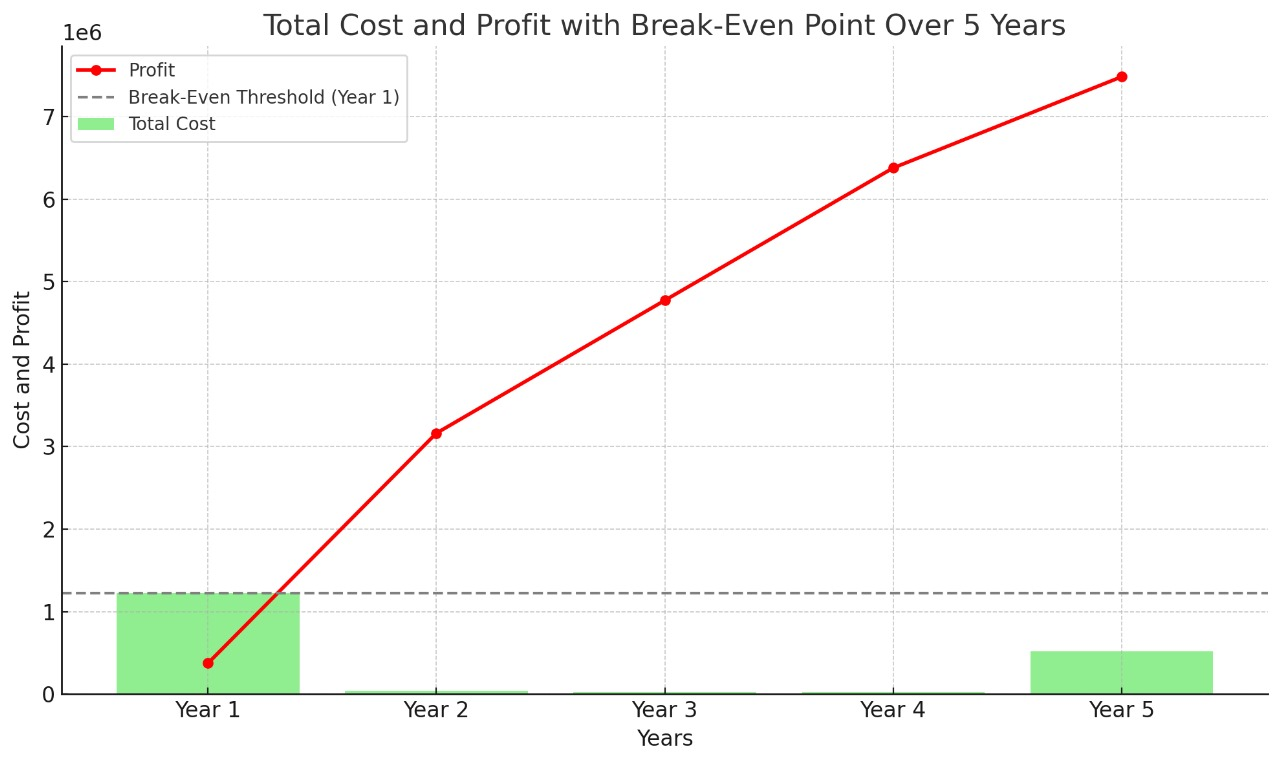 Total Cost and Profit with Break-Even Point Over 5 Years
1e6
Profit
Break-Even Threshold (Year 1)
Total Cost
7
6
5
4
3
2
1
0
Cost and Profit
Year 1
Year 2
Year 3
Year 4
Year 5
Years